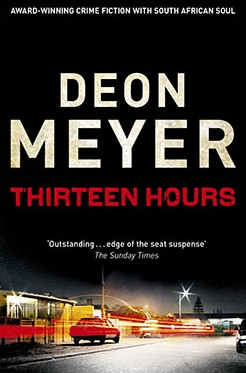 AWARD-WINNING CRIME FICTION WITH SOUTH AFRICAN SOUL
DEON
MEYER
THIRTEEN HOURS
'Outstanding...edge of the seat suspense'
The Sunday Times